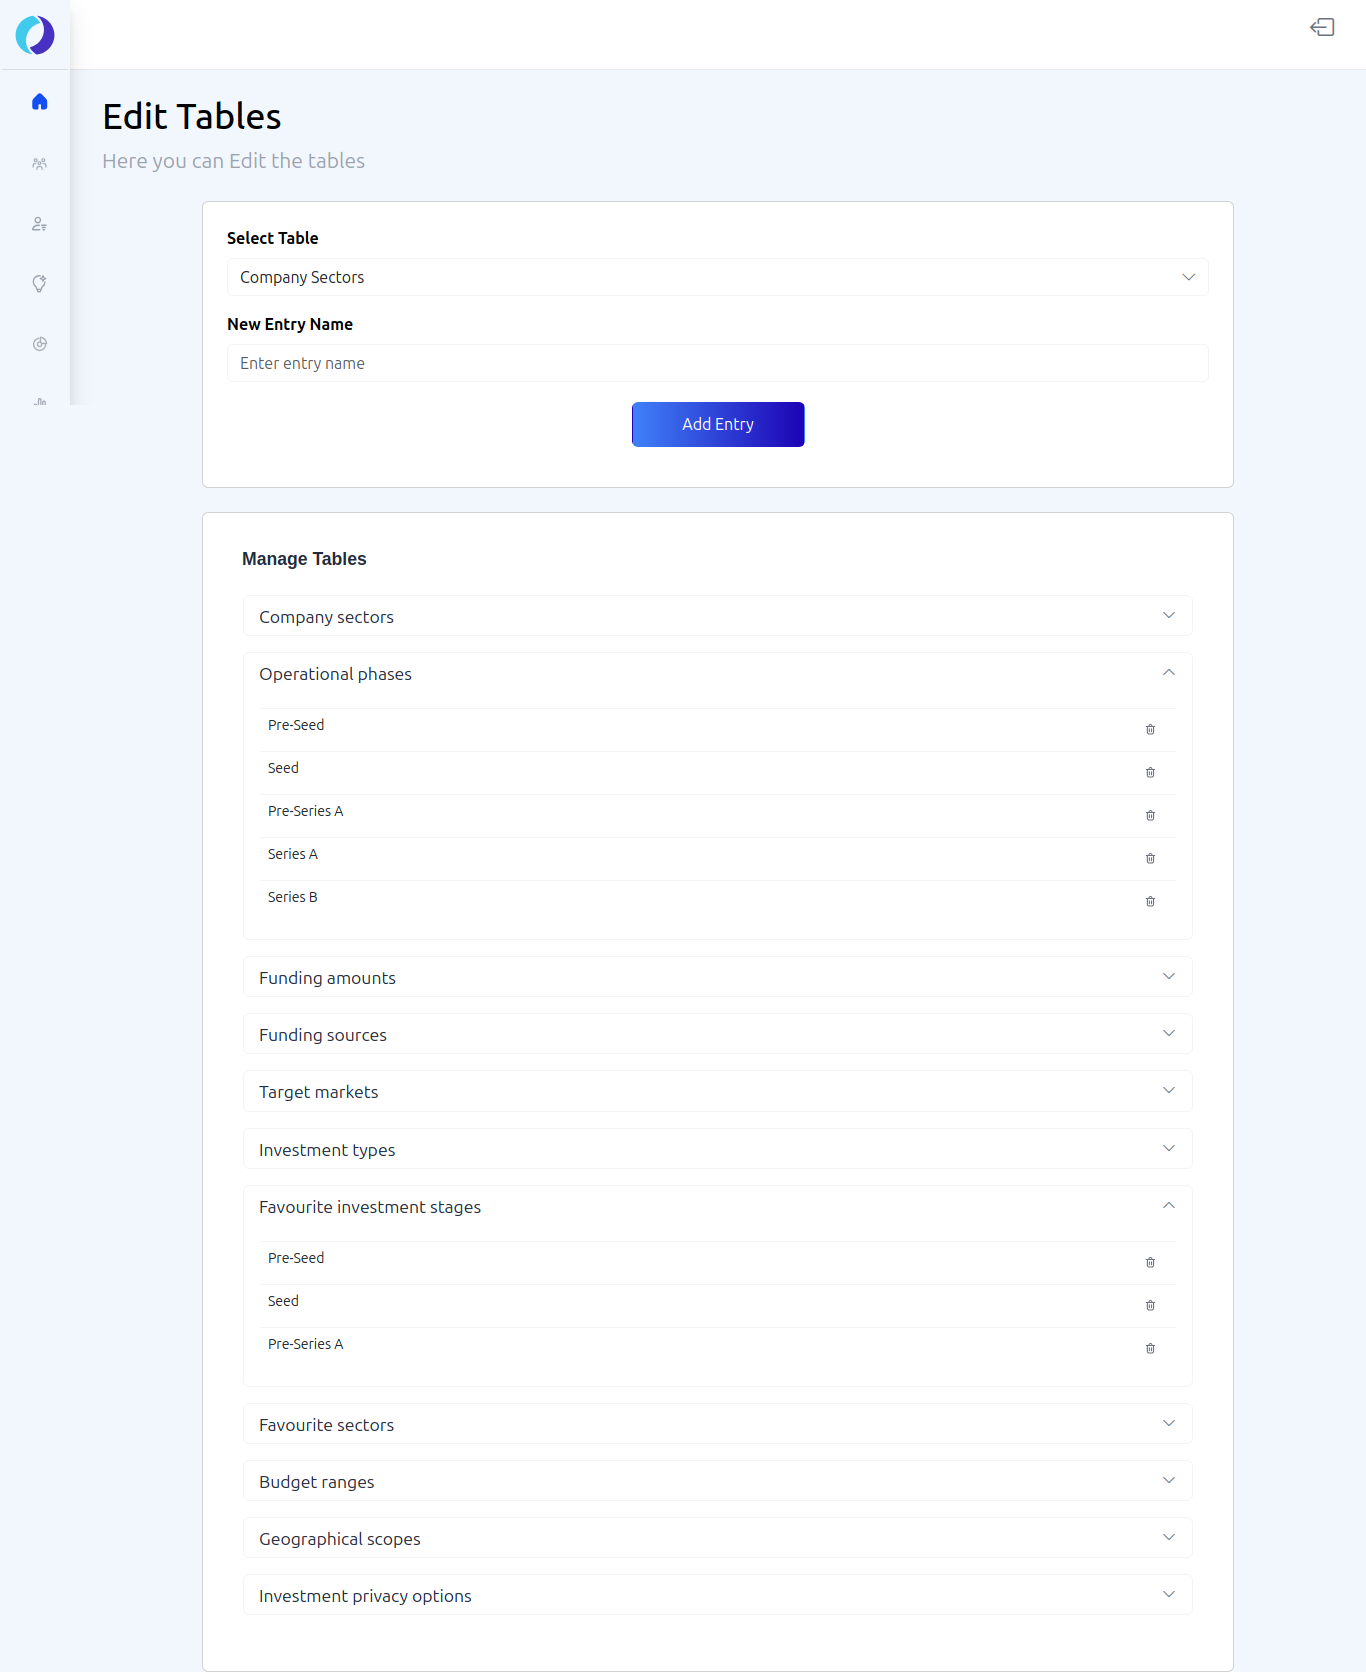 Edit Tables
Here you can Edit the tables
Select Table
Company Sectors
New Entry Name
Enter entry name
Add Entry
Manage Tables
Company sectors
Operational phases
Pre-Seed
Seed
Pre-Series A
Series A
Series B
Funding amounts
Funding sources
Target markets
Investment types
Favourite investment stages
Pre-Seed
Seed
Pre-Series A
Favourite sectors
Budget ranges
Geographical scopes
Investment privacy options